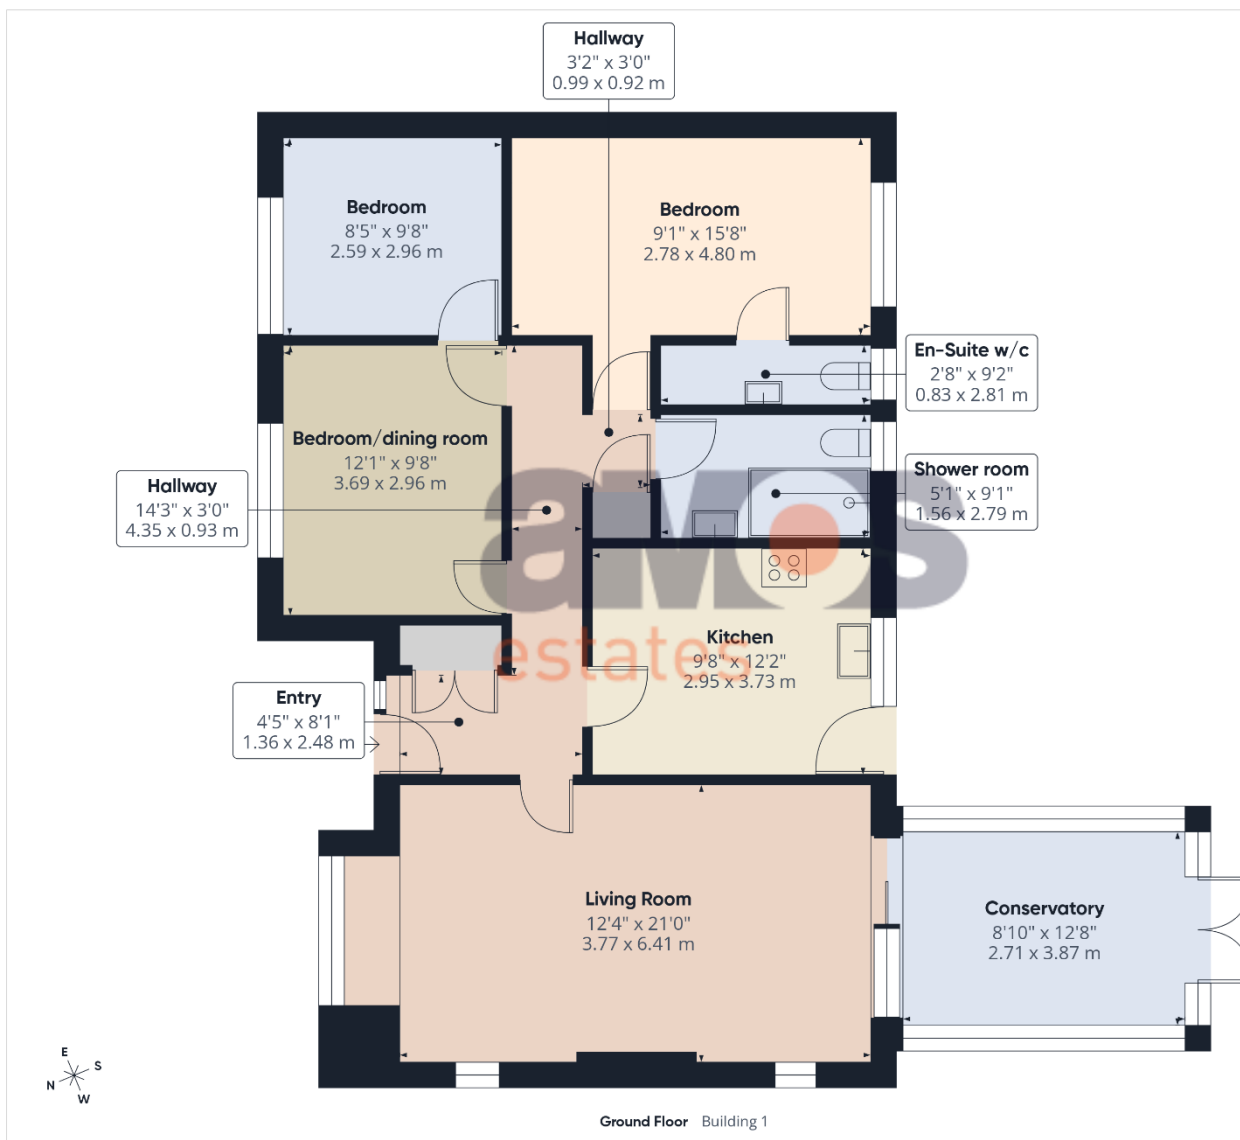 Hallway
3'2" x 3'0"
0.99 x 0.92 m
Bedroom
8'5" x 9'8"
2.59 x 2.96 m
Bedroom
9'1" x 15'8"
2.78 x 4.80 m
En-Suite w/c
2'8" x 9'2"
0.83 x 2.81 m
Bedroom/dining room
12'1" x 9'8"
3.69 x 2.96 m
Hallway
14'3" x 3'0"
4.35 x 0.93 m
Shower room
5'1" x 9'1"
1.56 x 2.79 m
amos
estates
Kitchen
9'8" x 12'2"
2.95 x 3.73 m
Entry
4'5" x 8'1"
1.36 x 2.48 m
Living Room
12'4" x 21'0"
3.77 x 6.41 m
Conservatory
8'10" x 12'8"
2.71 x 3.87 m
E
S
N
W
Ground Floor Building 1